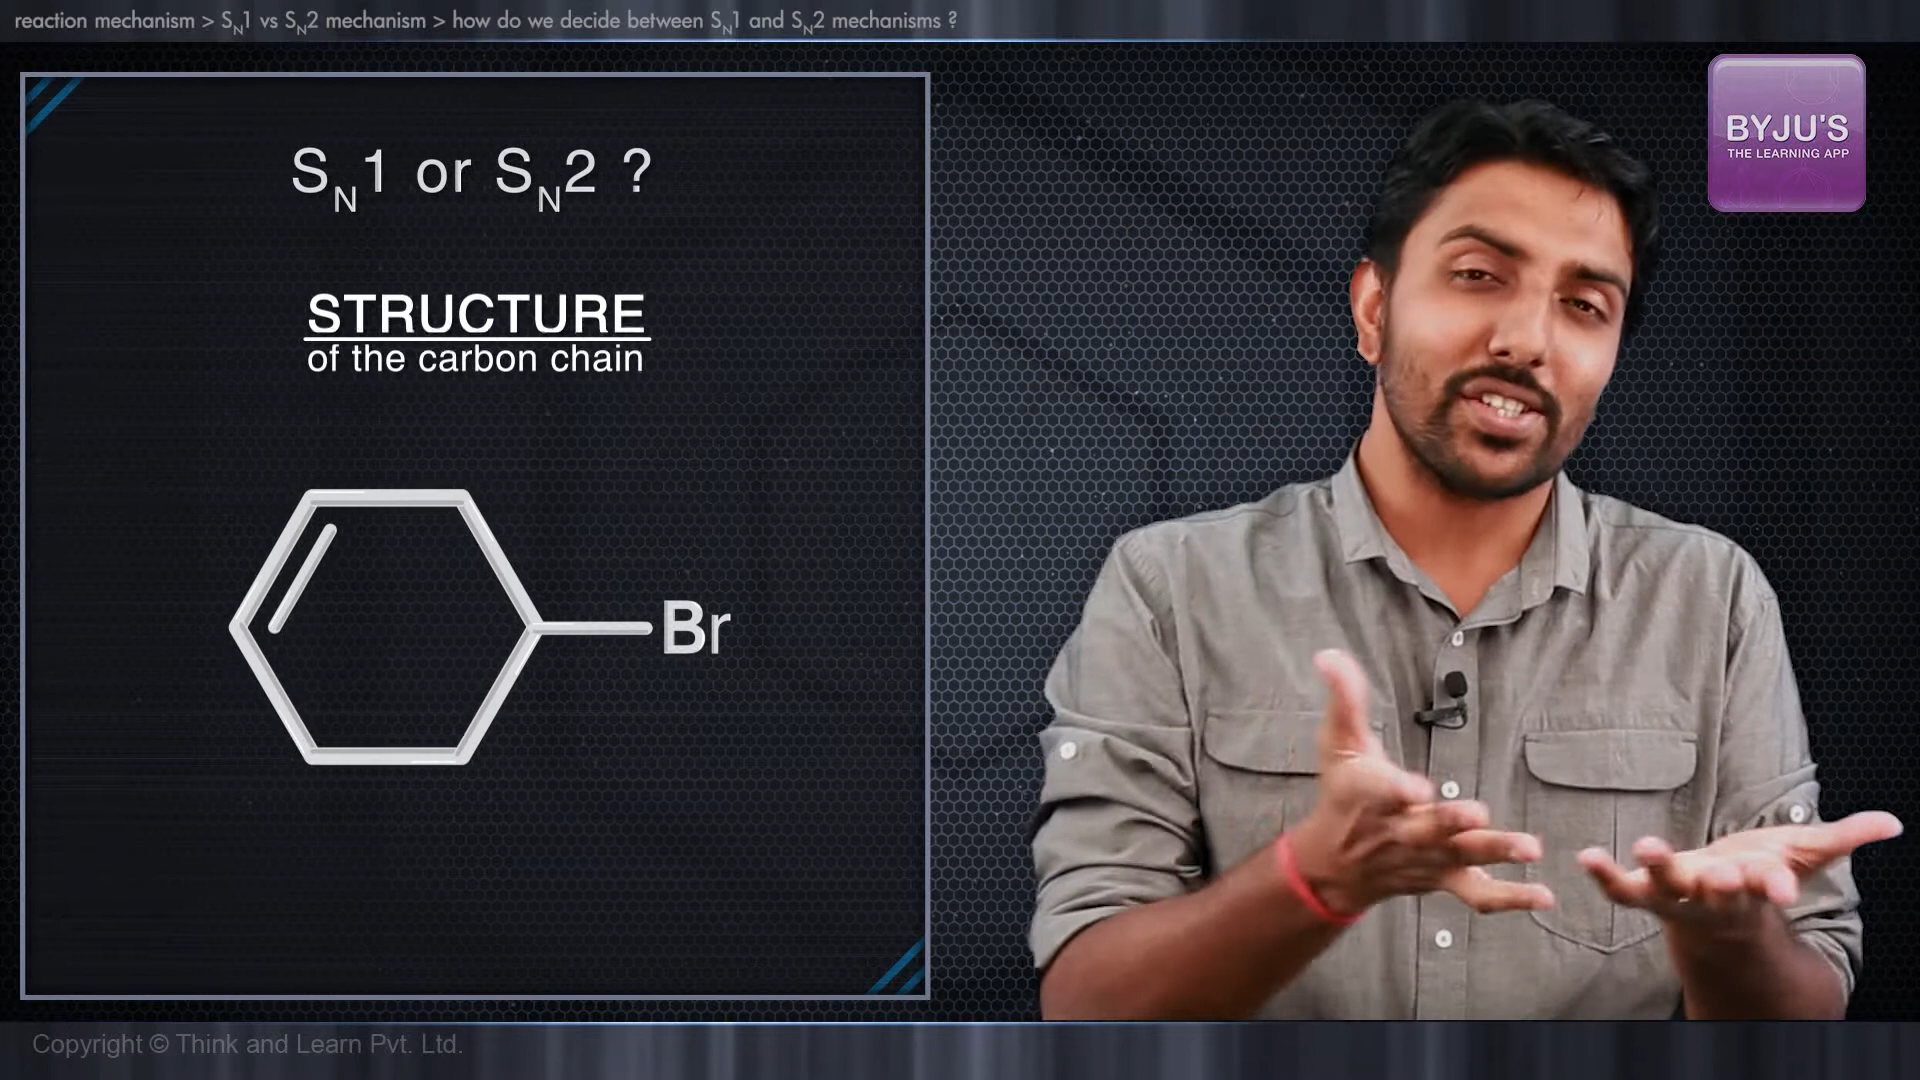 reaction mechanism > SN1 vs SN2 mechanism > how do we decide between SN1 and SN2 mechanisms ?
BYJU'S
THE LEARNING APP
SN1 or SN2 ?
STRUCTURE
of the carbon chain
Br
Copyright © Think and Learn Pvt. Ltd.